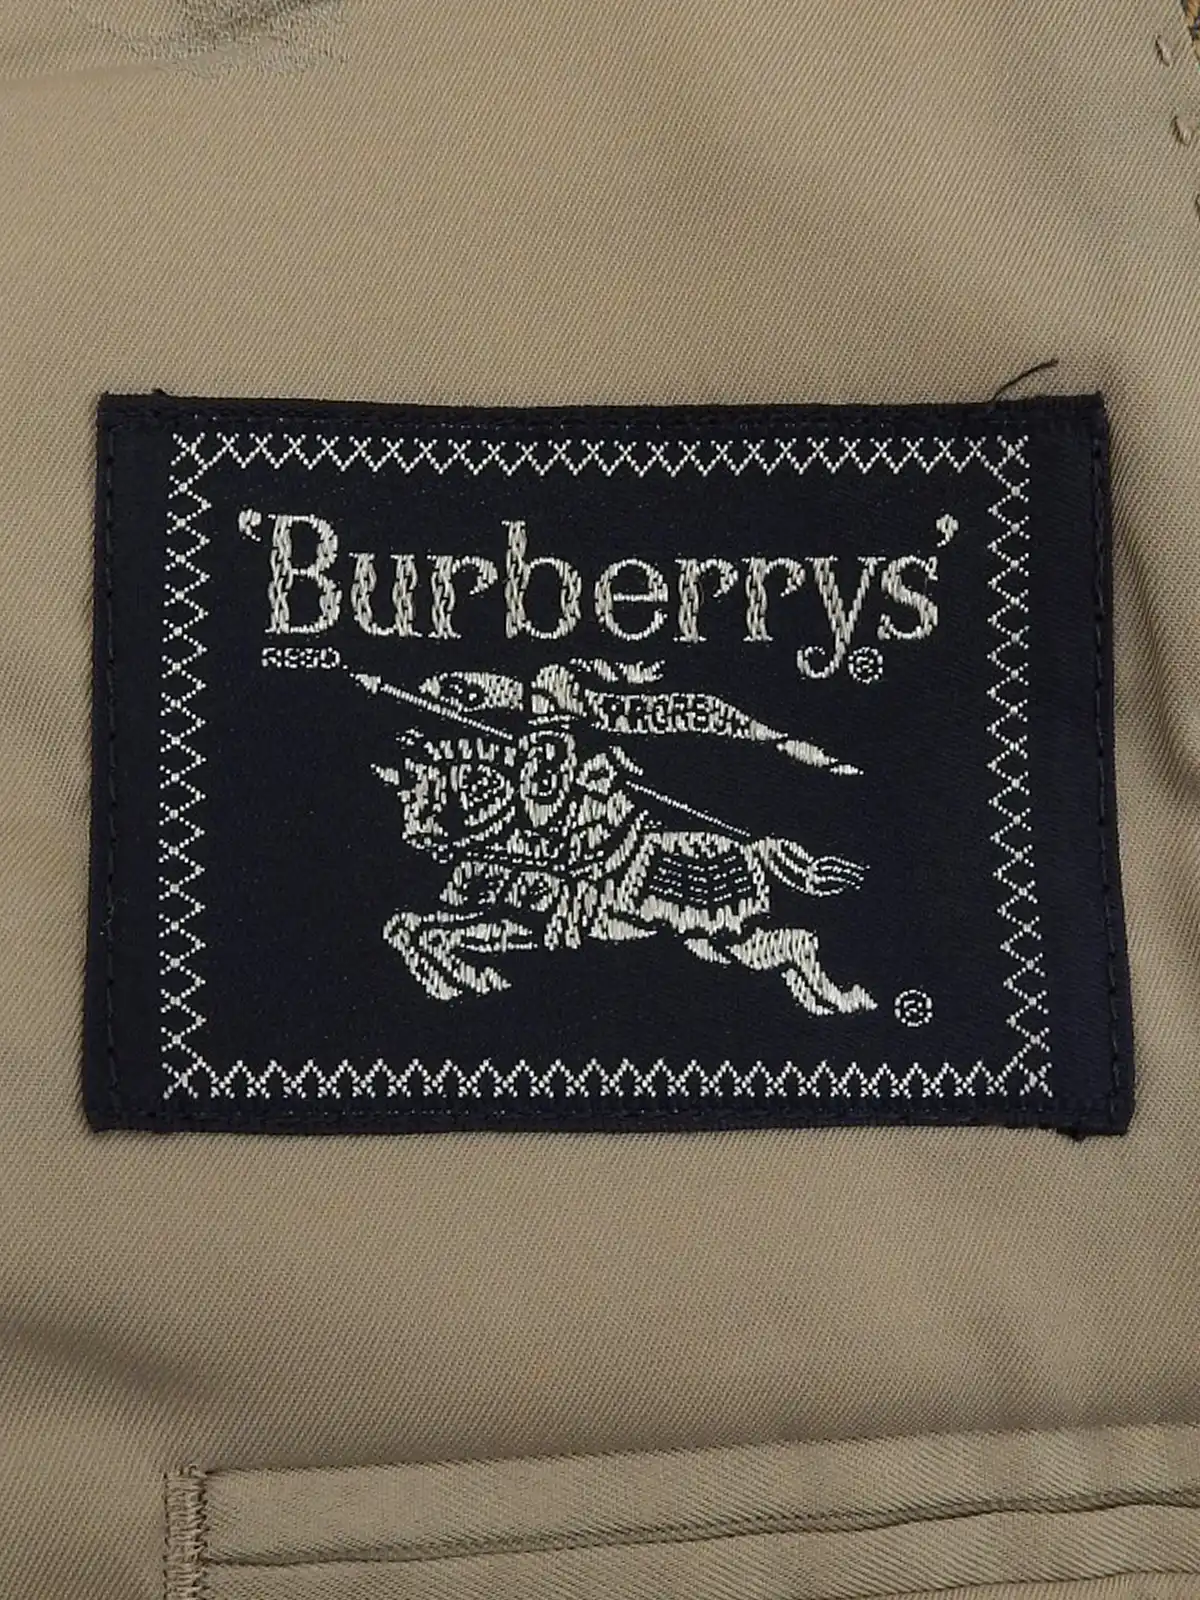 'Burberrys'
REGD. ®
PRORSUM
®